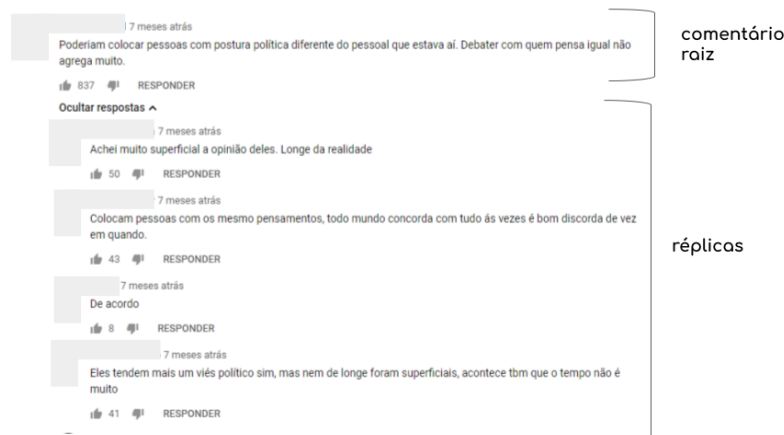 7 meses atrás
Poderiam colocar pessoas com postura política diferente do pessoal que estava aí. Debater com quem pensa igual não
agrega muito.
837 RESPONDER
comentário
raiz
Ocultar respostas
7 meses atrás
Achei muito superficial a opinião deles. Longe da realidade
50 RESPONDER
7 meses atrás
Colocam pessoas com os mesmo pensamentos, todo mundo concorda com tudo ás vezes é bom discorda de vez
em quando.
43 RESPONDER
réplicas
7 meses atrás
De acordo
8 RESPONDER
7 meses atrás
Eles tendem mais um viés político sim, mas nem de longe foram superficiais, acontece tbm que o tempo não é
muito
41 RESPONDER